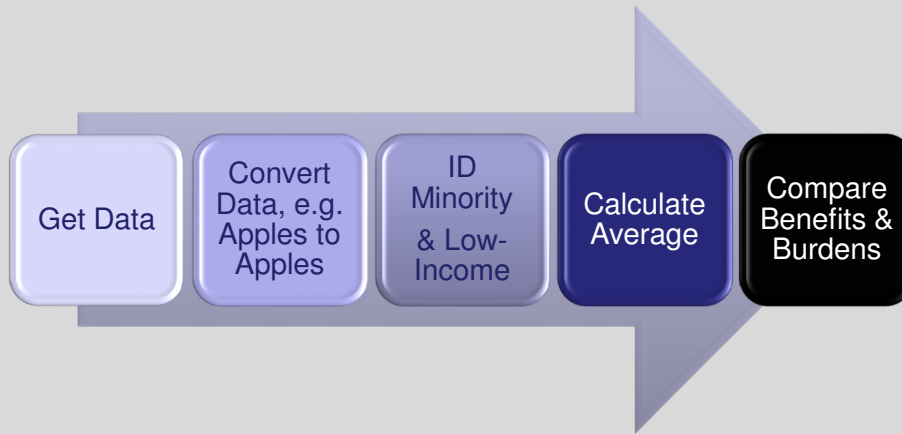 Get Data
Convert
Data, e.g.
Apples to
Apples
ID
Minority
& Low-
Income
Calculate
Average
Compare
Benefits &
Burdens